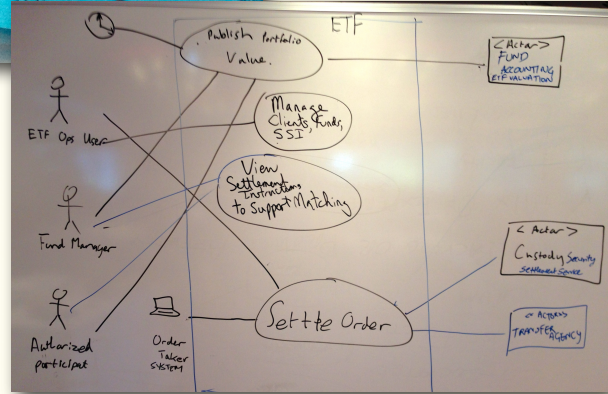 ETF
Publish Portfolio
Value.
<Actor>
FUND
ACCOUNTING
ETF VALUATION
Manage
Clients, Funds,
SSI
ETF Ops User
View
Settlement
Instructions
to Support Matching
Fund Manager
<Actor>
Custody Security
Settlement Service
Settle Order
Authorized
participant
Order
Taker
SYSTEM
<Actor>
TRANSFER
AGENCY